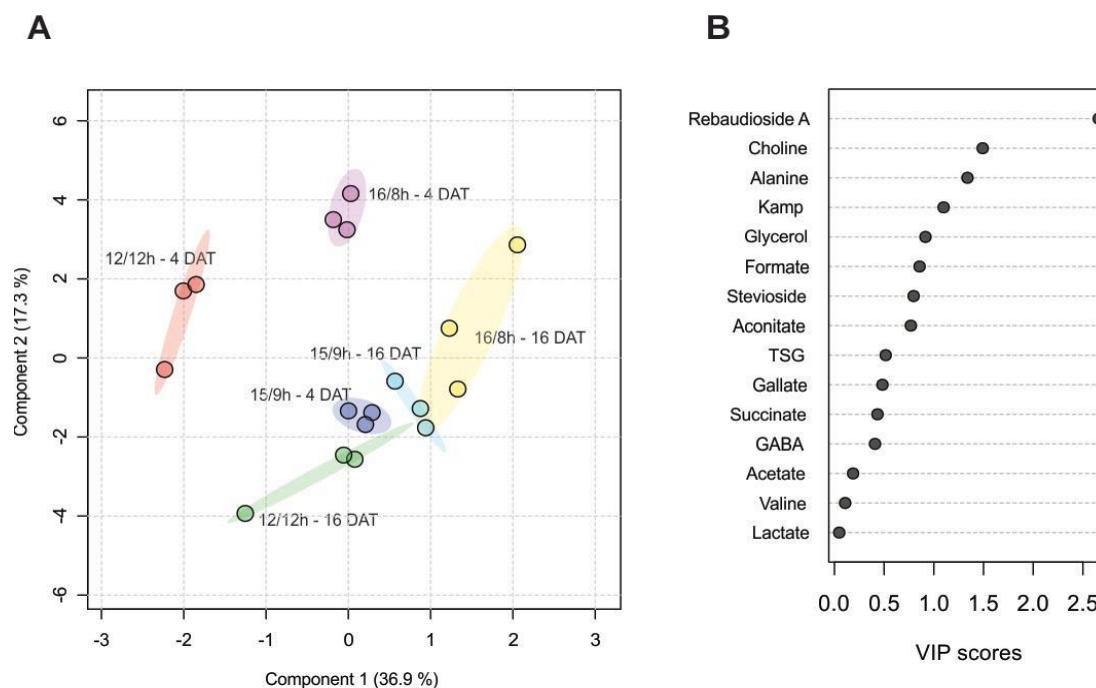 A
B
6
4
2
0
-2
-4
-6
Component 2 (17.3 %)
16/8h - 4 DAT
12/12h - 4 DAT
16/8h - 16 DAT
15/9h - 16 DAT
15/9h - 4 DAT
12/12h - 16 DAT
-3 -2 -1 0 1 2 3
Component 1 (36.9 %)
Rebaudioside A
Choline
Alanine
Kamp
Glycerol
Formate
Stevioside
Aconitate
TSG
Gallate
Succinate
GABA
Acetate
Valine
Lactate
0.0 0.5 1.0 1.5 2.0 2.5
VIP scores